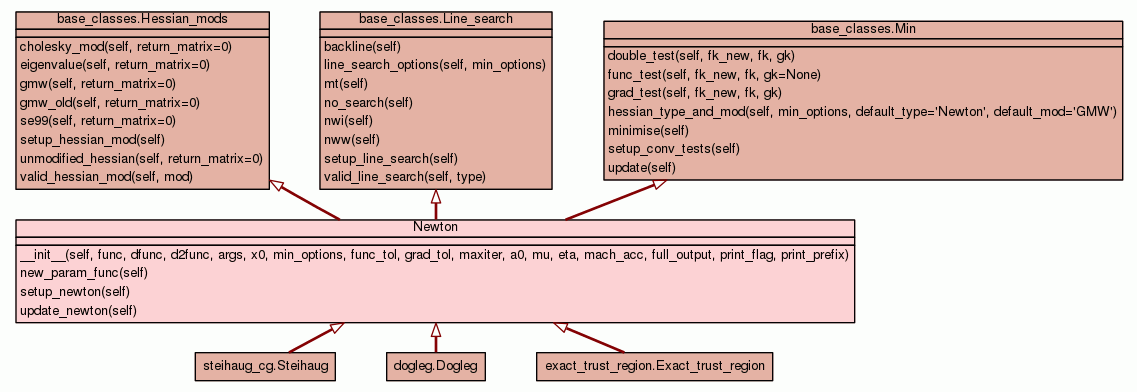 base_classes.Hessian_mods
cholesky_mod(self, return_matrix=0)
eigenvalue(self, return_matrix=0)
gmw(self, return_matrix=0)
gmw_old(self, return_matrix=0)
se99(self, return_matrix=0)
setup_hessian_mod(self)
unmodified_hessian(self, return_matrix=0)
valid_hessian_mod(self, mod)
base_classes.Line_search
backline(self)
line_search_options(self, min_options)
mt(self)
no_search(self)
nwi(self)
nww(self)
setup_line_search(self)
valid_line_search(self, type)
base_classes.Min
double_test(self, fk_new, fk, gk)
func_test(self, fk_new, fk, gk=None)
grad_test(self, fk_new, fk, gk)
hessian_type_and_mod(self, min_options, default_type='Newton', default_mod='GMW')
minimise(self)
setup_conv_tests(self)
update(self)
Newton
__init__(self, func, dfunc, d2func, args, x0, min_options, func_tol, grad_tol, maxiter, a0, mu, eta, mach_acc, full_output, print_flag, print_prefix)
new_param_func(self)
setup_newton(self)
update_newton(self)
steihaug_cg.Steihaug
dogleg.Dogleg
exact_trust_region.Exact_trust_region